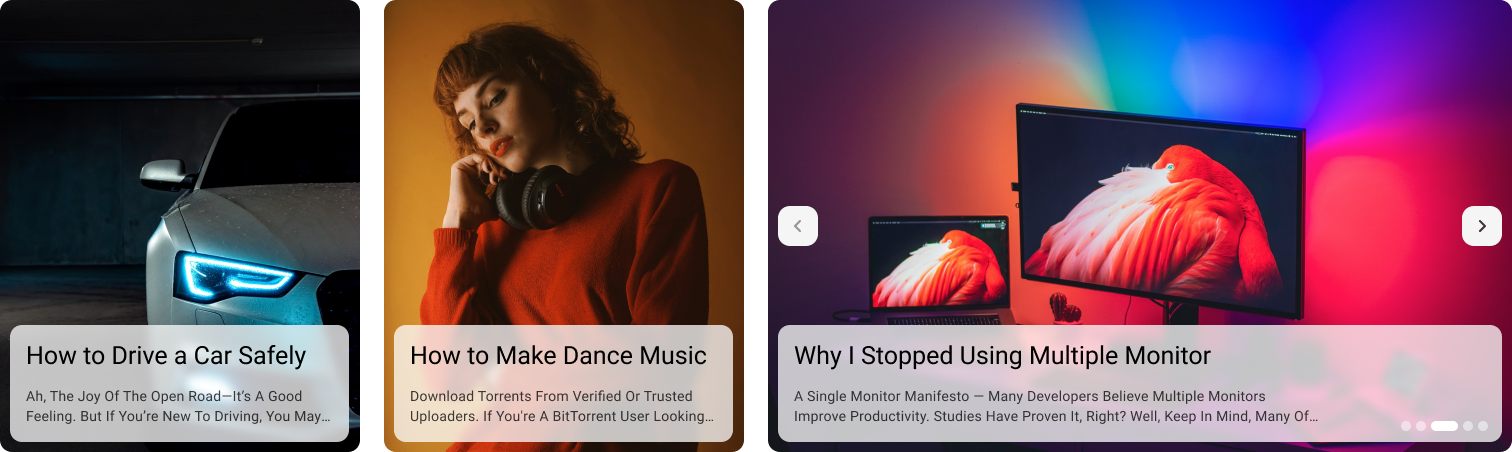 How to Drive a Car Safely
Ah, The Joy Of The Open Road—It's A Good
Feeling. But If You're New To Driving, You May…
How to Make Dance Music
Download Torrents From Verified Or Trusted
Uploaders. If You're A BitTorrent User Looking…
Why I Stopped Using Multiple Monitor
A Single Monitor Manifesto — Many Developers Believe Multiple Monitors
Improve Productivity. Studies Have Proven It, Right? Well, Keep In Mind, Many Of…